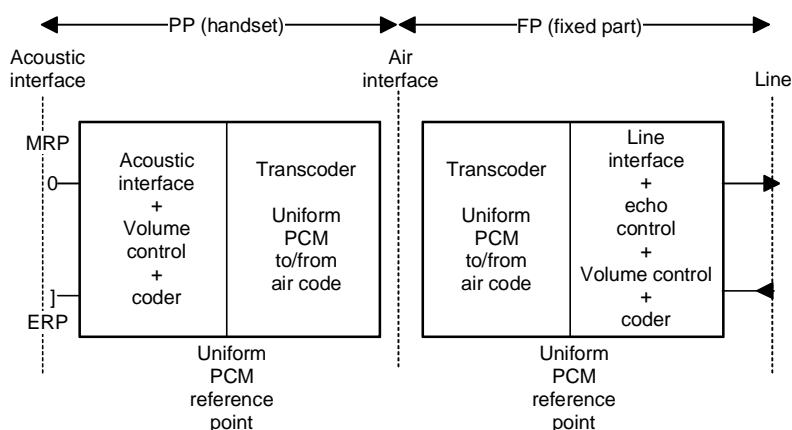 PP (handset)
FP (fixed part)
Acoustic
interface
Air
interface
Line
MRP
0
]
ERP
Acoustic
interface
+
Volume
control
+
coder
Transcoder
Uniform
PCM
to/from
air code
Transcoder
Uniform
PCM
to/from
air code
Line
interface
+
echo
control
+
Volume control
+
coder
Uniform
PCM
reference
point
Uniform
PCM
reference
point